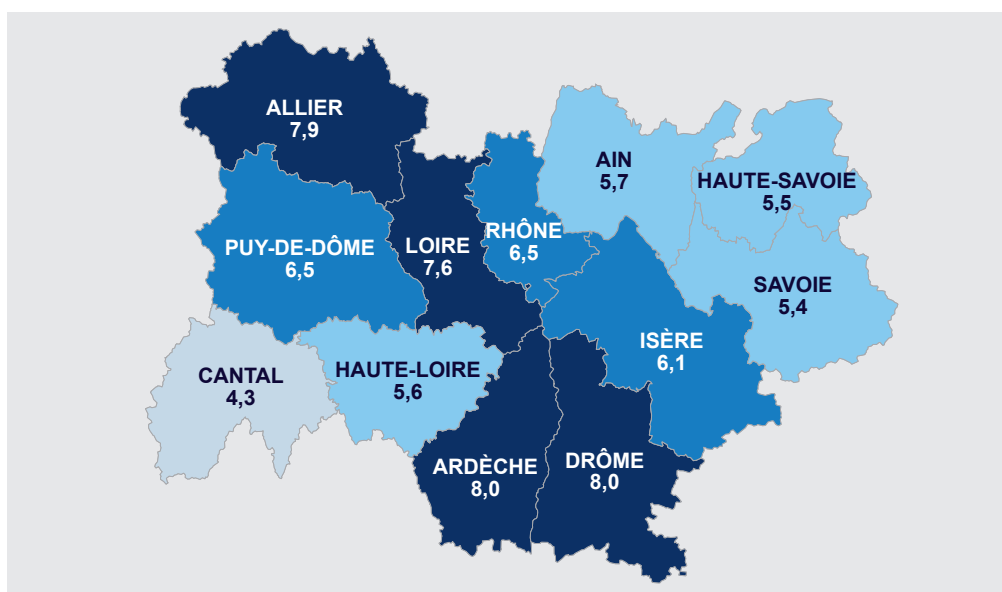 ALLIER
7,9
AIN
5,7
HAUTE-SAVOIE
5,5
PUY-DE-DÔME
6,5
LOIRE
7,6
RHÔNE
6,5
SAVOIE
5,4
ISÈRE
6,1
CANTAL
4,3
HAUTE-LOIRE
5,6
ARDÈCHE
8,0
DRÔME
8,0